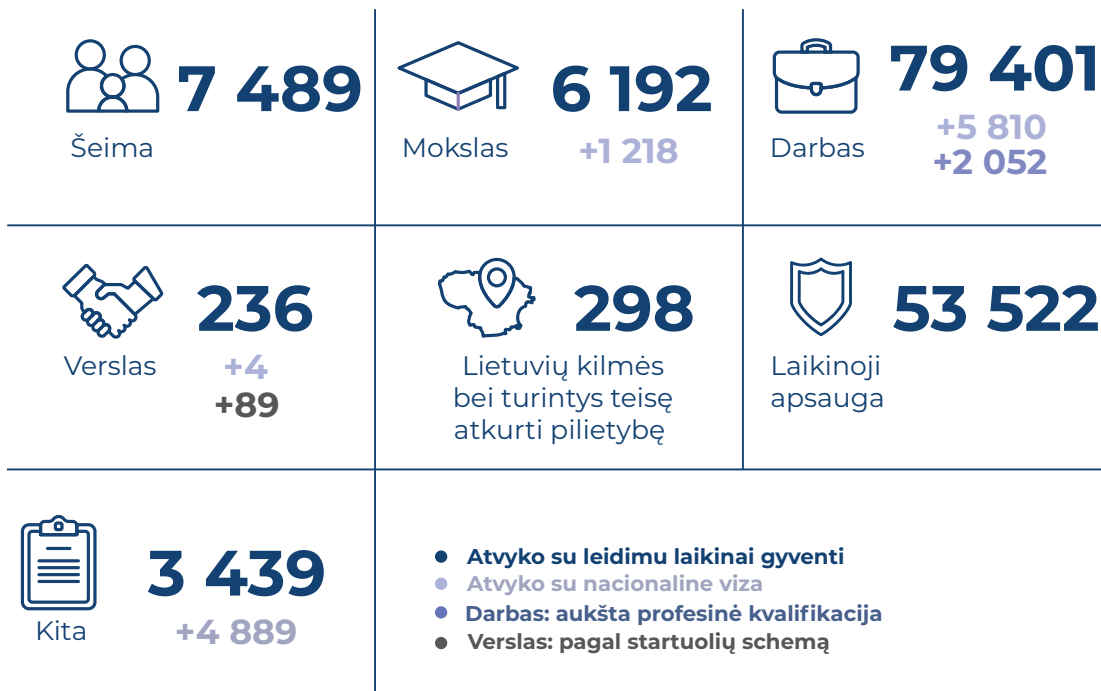 7 489
Šeima
6 192
Mokslas
+1 218
79 401
Darbas
+5 810
+2 052
236
Verslas
+4
+89
298
Lietuvių kilmės
bei turintys teisę
atkurti pilietybę
53 522
Laikinoji
apsauga
3 439
Kita
+4 889
Atvyko su leidimu laikinai gyventi
Atvyko su nacionaline viza
Darbas: aukšta profesinė kvalifikacija
Verslas: pagal startuolių schemą